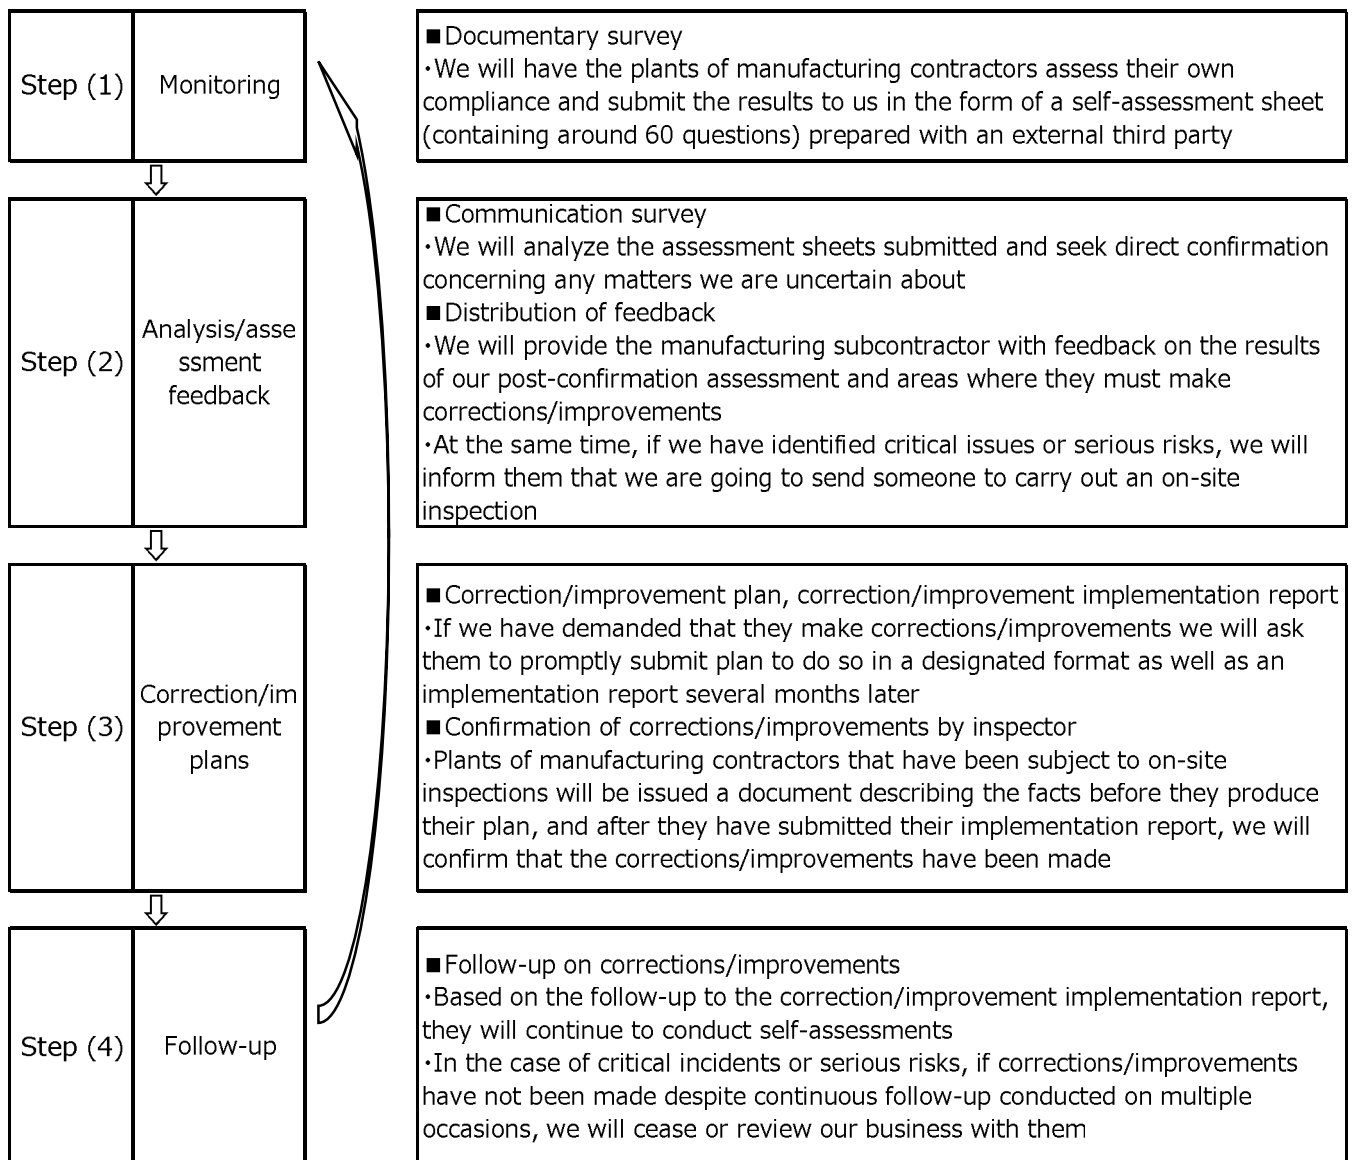 Step (1)
Monitoring
■Documentary survey
・We will have the plants of manufacturing contractors assess their own
compliance and submit the results to us in the form of a self-assessment sheet
(containing around 60 questions) prepared with an external third party
Step (2)
Analysis/asse
ssment
feedback
■Communication survey
・We will analyze the assessment sheets submitted and seek direct confirmation
concerning any matters we are uncertain about
■Distribution of feedback
・We will provide the manufacturing subcontractor with feedback on the results
of our post-confirmation assessment and areas where they must make
corrections/improvements
・At the same time, if we have identified critical issues or serious risks, we will
inform them that we are going to send someone to carry out an on-site
inspection
Step (3)
Correction/im
provement
plans
■Correction/improvement plan, correction/improvement implementation report
・If we have demanded that they make corrections/improvements we will ask
them to promptly submit plan to do so in a designated format as well as an
implementation report several months later
■Confirmation of corrections/improvements by inspector
・Plants of manufacturing contractors that have been subject to on-site
inspections will be issued a document describing the facts before they produce
their plan, and after they have submitted their implementation report, we will
confirm that the corrections/improvements have been made
Step (4)
Follow-up
■Follow-up on corrections/improvements
・Based on the follow-up to the correction/improvement implementation report,
they will continue to conduct self-assessments
・In the case of critical incidents or serious risks, if corrections/improvements
have not been made despite continuous follow-up conducted on multiple
occasions, we will cease or review our business with them